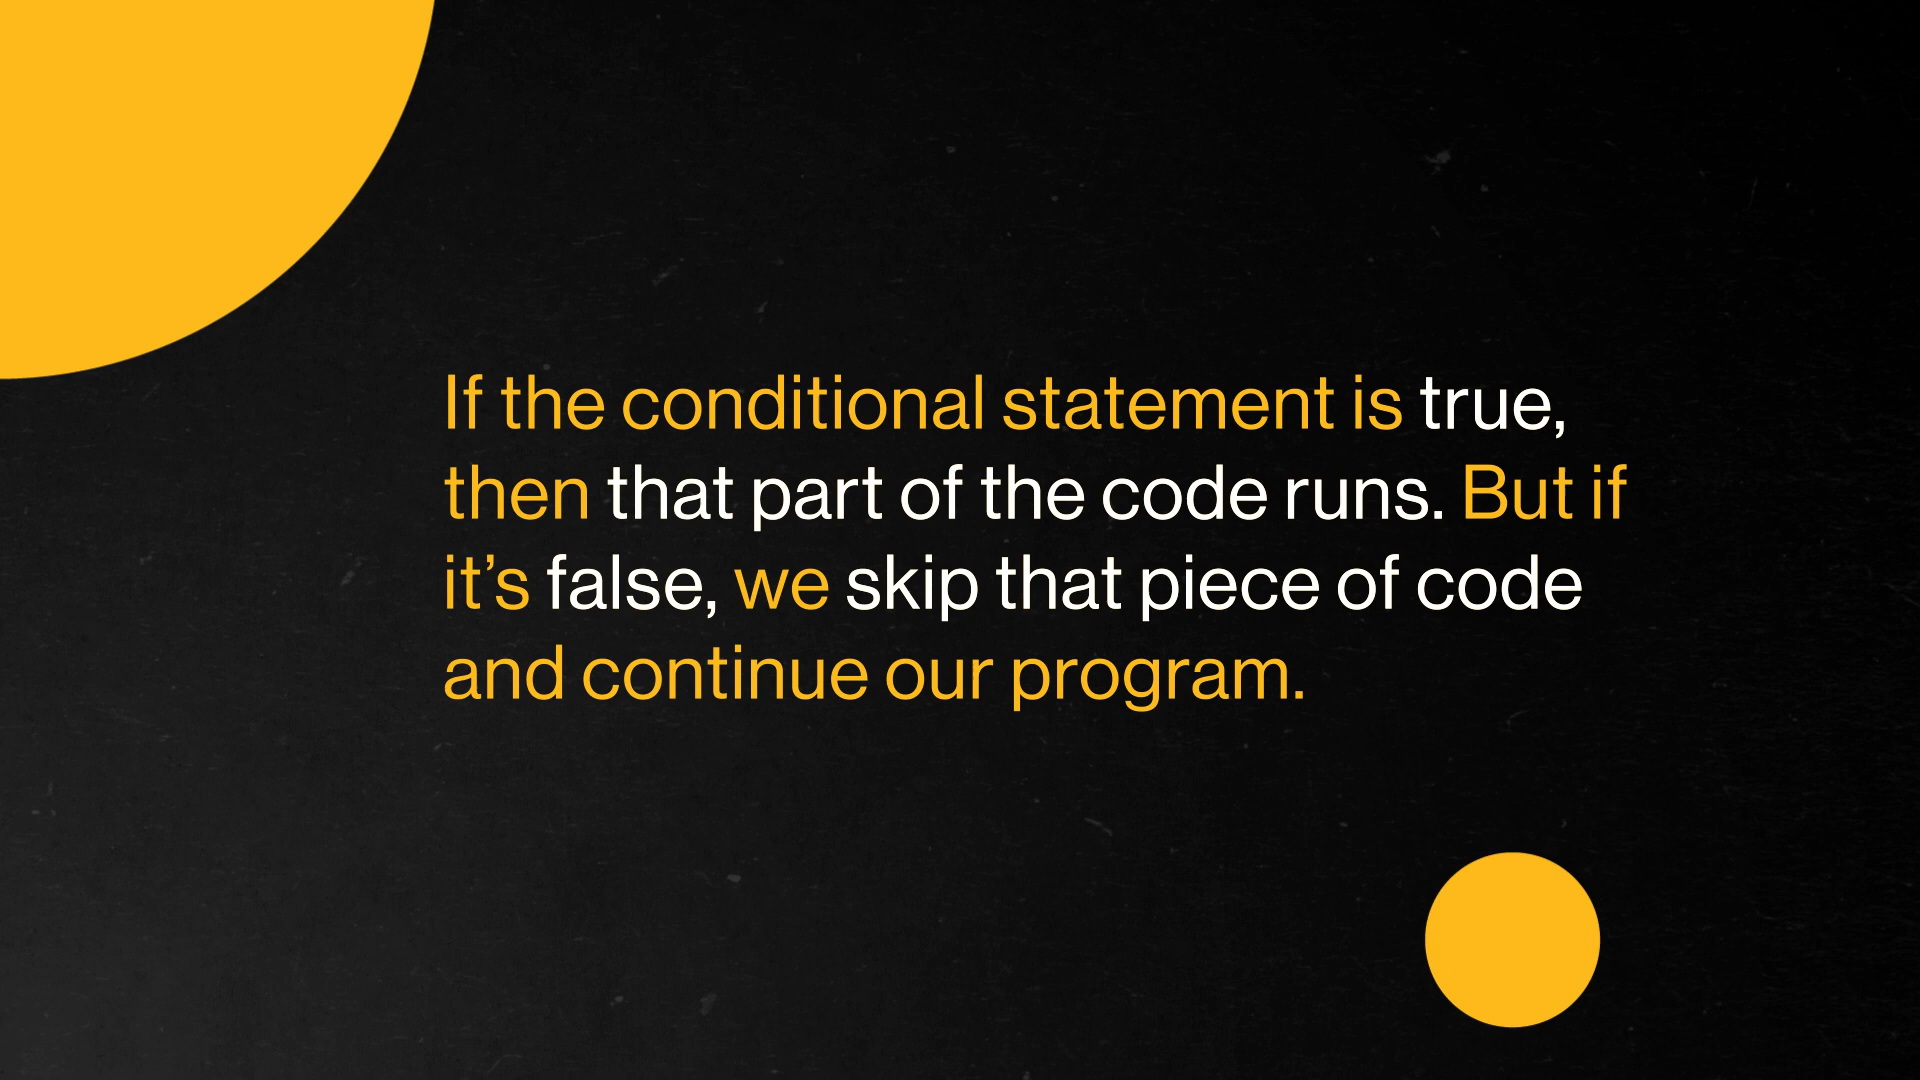 If the conditional statement is true,
then that part of the code runs. But if
it’s false, we skip that piece of code
and continue our program.